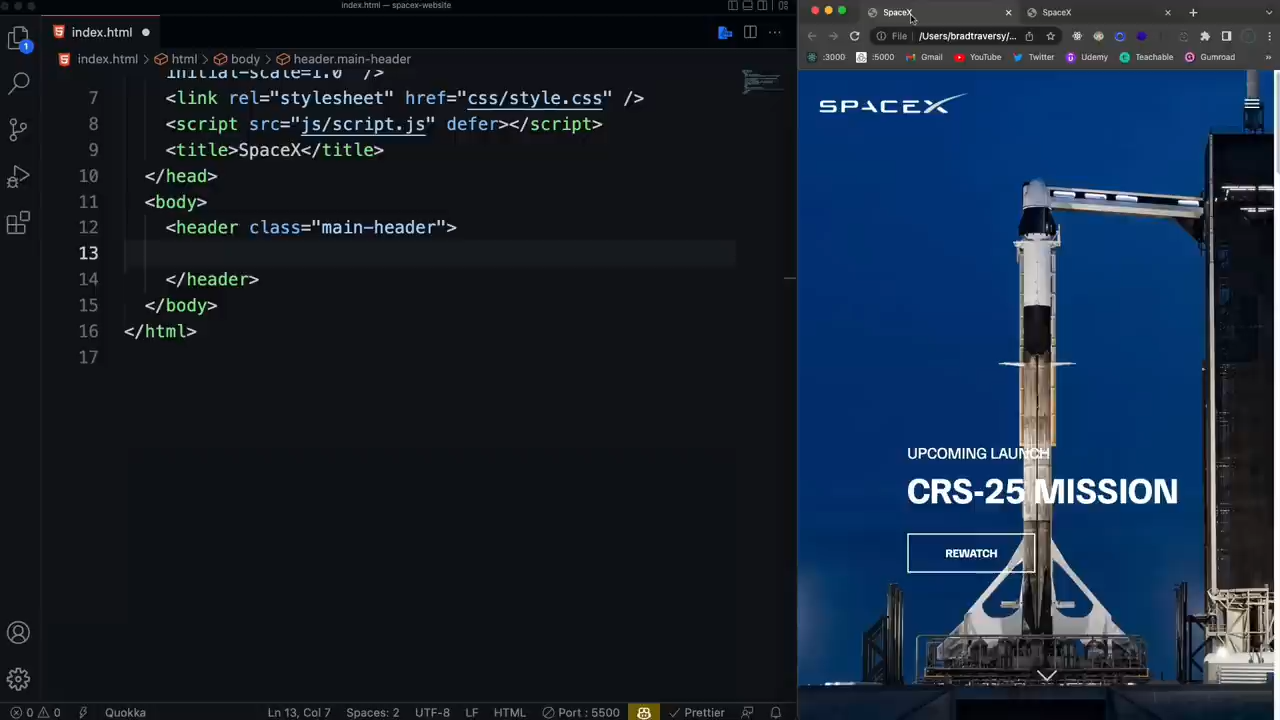 index.html — spacex-website
index.html
index.html > html > body > header.main-header
initial-scale=1.0" />
7 <link rel="stylesheet" href="css/style.css" />
8 <script src="js/script.js" defer></script>
9 <title>SpaceX</title>
10 </head>
11 <body>
12 <header class="main-header">
13
14 </header>
15 </body>
16 </html>
17
1
0 0
Quokka
Ln 13, Col 7
Spaces: 2
UTF-8
LF
HTML
Port : 5500
Prettier
SpaceX
SpaceX
File
/Users/bradtraversy/...
:3000
:5000
Gmail
YouTube
Twitter
Udemy
Teachable
Gumroad
»
SPACEX
UPCOMING LAUNCH
CRS-25 MISSION
REWATCH